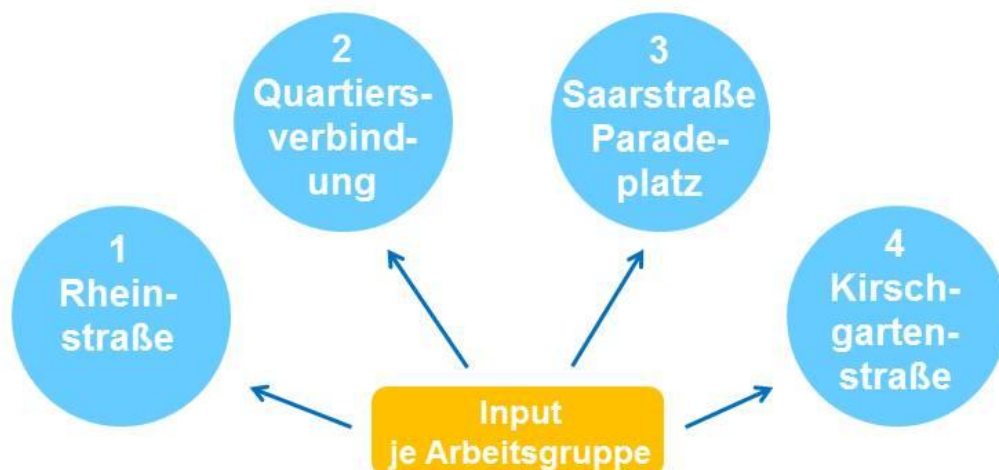 1
Rhein-
straße
2
Quartiers-
verbind-
ung
3
Saarstraße
Parade-
platz
4
Kirsch-
garten-
straße
Input
je Arbeitsgruppe